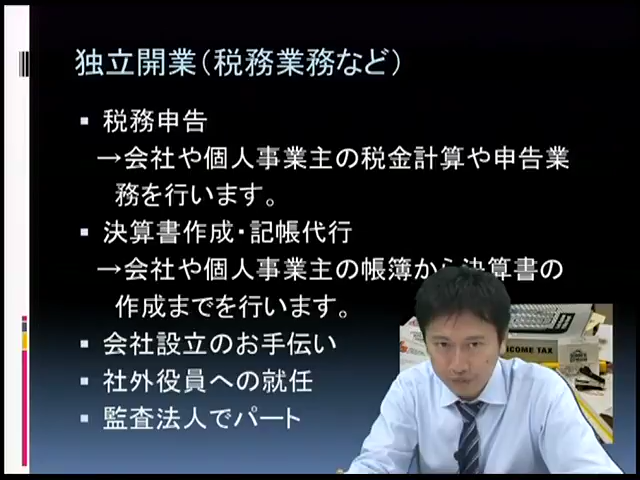 独立開業（税務業務など）
▪ 税務申告
→会社や個人事業主の税金計算や申告業
務を行います。
▪ 決算書作成・記帳代行
→会社や個人事業主の帳簿から決算書の
作成までを行います。
▪ 会社設立のお手伝い
▪ 社外役員への就任
▪ 監査法人でパート
INCOME TAX